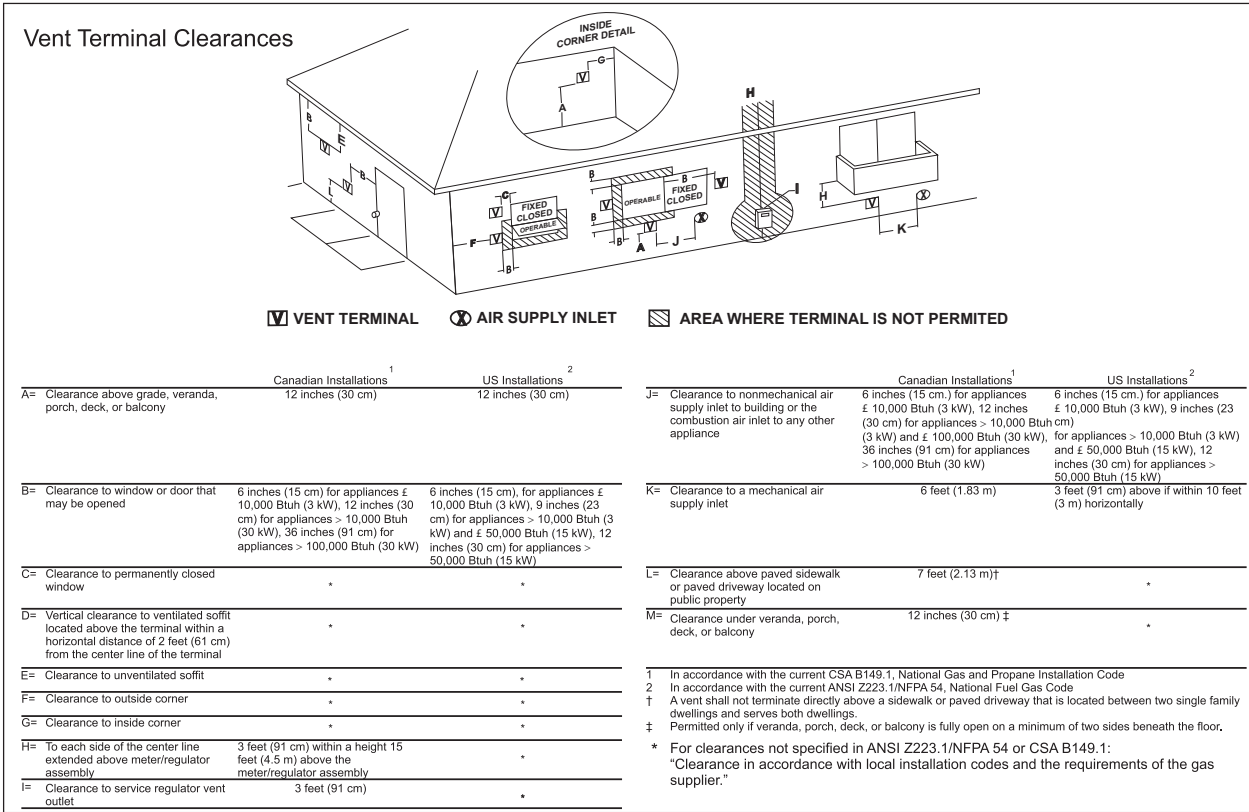 Vent Terminal Clearances
INSIDE
CORNER DETAIL
G
V
A
H
B
E
V
B
V
L
C
V
FIXED
CLOSED
OPERABLE
F
V
B
B
B
V
OPERABLE
FIXED
CLOSED
V
B
V
X
B
A
J
I
H
V
X
K
V VENT TERMINAL
X AIR SUPPLY INLET
AREA WHERE TERMINAL IS NOT PERMITED
Canadian Installations 1
US Installations 2
A= Clearance above grade, veranda,
porch, deck, or balcony
12 inches (30 cm)
12 inches (30 cm)
B= Clearance to window or door that
may be opened
6 inches (15 cm) for appliances £
10,000 Btuh (3 kW), 12 inches (30
cm) for appliances > 10,000 Btuh
(30 kW), 36 inches (91 cm) for
appliances > 100,000 Btuh (30 kW)
6 inches (15 cm), for appliances £
10,000 Btuh (3 kW), 9 inches (23
cm) for appliances > 10,000 Btuh (3
kW) and £ 50,000 Btuh (15 kW), 12
inches (30 cm) for appliances >
50,000 Btuh (15 kW)
C= Clearance to permanently closed
window
*
*
D= Vertical clearance to ventilated soffit
located above the terminal within a
horizontal distance of 2 feet (61 cm)
from the center line of the terminal
*
*
E= Clearance to unventilated soffit
*
*
F= Clearance to outside corner
*
*
G= Clearance to inside corner
*
*
H= To each side of the center line
extended above meter/regulator
assembly
3 feet (91 cm) within a height 15
feet (4.5 m) above the
meter/regulator assembly
*
I= Clearance to service regulator vent
outlet
3 feet (91 cm)
*
Canadian Installations 1
US Installations 2
J= Clearance to nonmechanical air
supply inlet to building or the
combustion air inlet to any other
appliance
6 inches (15 cm.) for appliances
£ 10,000 Btuh (3 kW), 12 inches
(30 cm) for appliances > 10,000 Btuh
(3 kW) and £ 100,000 Btuh (30 kW),
36 inches (91 cm) for appliances
> 100,000 Btuh (30 kW)
6 inches (15 cm.) for appliances
£ 10,000 Btuh (3 kW), 9 inches (23
cm)
for appliances > 10,000 Btuh (3 kW)
and £ 50,000 Btuh (15 kW), 12
inches (30 cm) for appliances >
50,000 Btuh (15 kW)
K= Clearance to a mechanical air
supply inlet
6 feet (1.83 m)
3 feet (91 cm) above if within 10 feet
(3 m) horizontally
L= Clearance above paved sidewalk
or paved driveway located on
public property
7 feet (2.13 m)†
*
M= Clearance under veranda, porch,
deck, or balcony
12 inches (30 cm) ‡
*
1 In accordance with the current CSA B149.1, National Gas and Propane Installation Code
2 In accordance with the current ANSI Z223.1/NFPA 54, National Fuel Gas Code
† A vent shall not terminate directly above a sidewalk or paved driveway that is located between two single family
dwellings and serves both dwellings.
‡ Permitted only if veranda, porch, deck, or balcony is fully open on a minimum of two sides beneath the floor.
* For clearances not specified in ANSI Z223.1/NFPA 54 or CSA B149.1:
“Clearance in accordance with local installation codes and the requirements of the gas
supplier.”